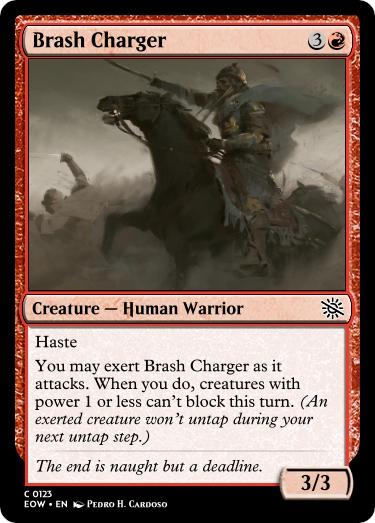 Brash Charger 3
Creature — Human Warrior
Haste
You may exert Brash Charger as it
attacks. When you do, creatures with
power 1 or less can't block this turn. (An
exerted creature won't untap during your
next untap step.)
The end is naught but a deadline.
3/3
C 0123
EOW • EN Pedro H. Cardoso